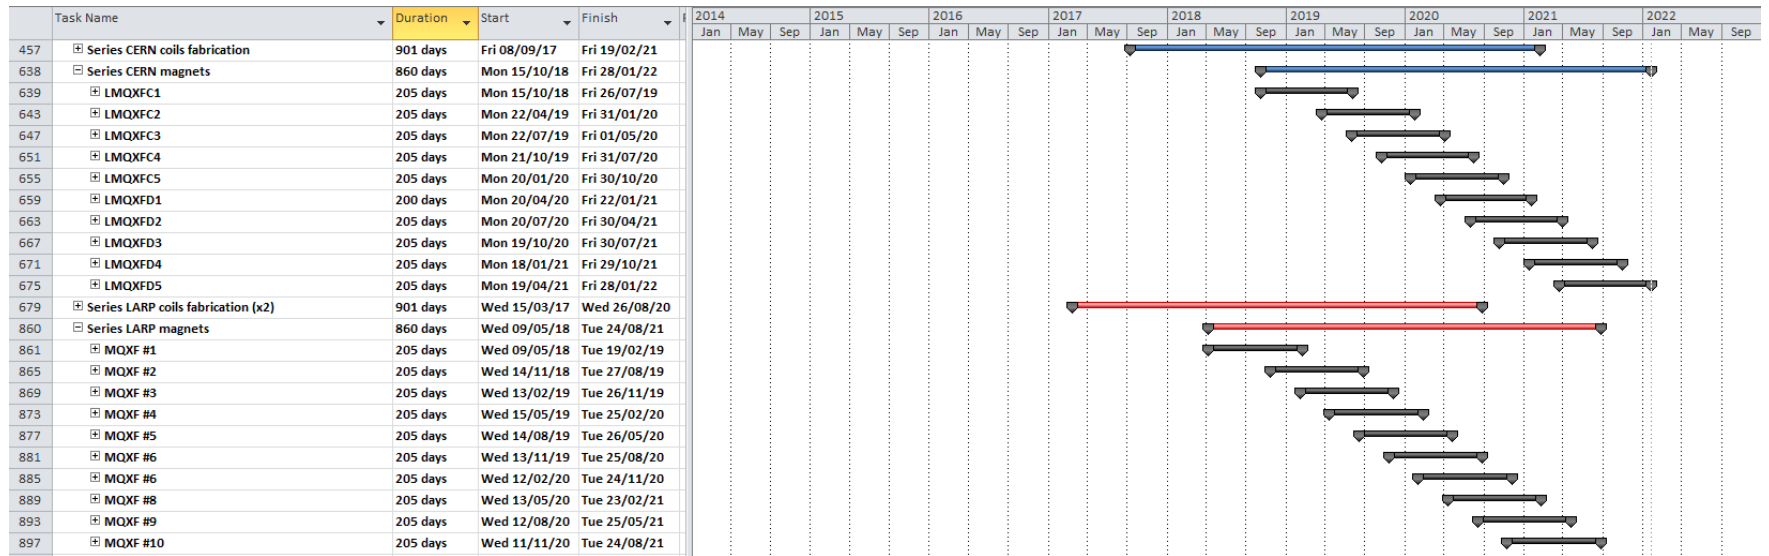 Task Name Duration Start Finish 2014 2015 2016 2017 2018 2019 2020 2021 2022
Jan May Sep Jan May Sep Jan May Sep Jan May Sep Jan May Sep Jan May Sep Jan May Sep Jan May Sep Jan May Sep
457 Series CERN coils fabrication 901 days Fri 08/09/17 Fri 19/02/21
638 Series CERN magnets 860 days Mon 15/10/18 Fri 28/01/22
639 LMQXFC1 205 days Mon 15/10/18 Fri 26/07/19
643 LMQXFC2 205 days Mon 22/04/19 Fri 31/01/20
647 LMQXFC3 205 days Mon 22/07/19 Fri 01/05/20
651 LMQXFC4 205 days Mon 21/10/19 Fri 31/07/20
655 LMQXFC5 205 days Mon 20/01/20 Fri 30/10/20
659 LMQXFD1 200 days Mon 20/04/20 Fri 22/01/21
663 LMQXFD2 205 days Mon 20/07/20 Fri 30/04/21
667 LMQXFD3 205 days Mon 19/10/20 Fri 30/07/21
671 LMQXFD4 205 days Mon 18/01/21 Fri 29/10/21
675 LMQXFD5 205 days Mon 19/04/21 Fri 28/01/22
679 Series LARP coils fabrication (x2) 901 days Wed 15/03/17 Wed 26/08/20
860 Series LARP magnets 860 days Wed 09/05/18 Tue 24/08/21
861 MQXF #1 205 days Wed 09/05/18 Tue 19/02/19
865 MQXF #2 205 days Wed 14/11/18 Tue 27/08/19
869 MQXF #3 205 days Wed 13/02/19 Tue 26/11/19
873 MQXF #4 205 days Wed 15/05/19 Tue 25/02/20
877 MQXF #5 205 days Wed 14/08/19 Tue 26/05/20
881 MQXF #6 205 days Wed 13/11/19 Tue 25/08/20
885 MQXF #6 205 days Wed 12/02/20 Tue 24/11/20
889 MQXF #8 205 days Wed 13/05/20 Tue 23/02/21
893 MQXF #9 205 days Wed 12/08/20 Tue 25/05/21
897 MQXF #10 205 days Wed 11/11/20 Tue 24/08/21